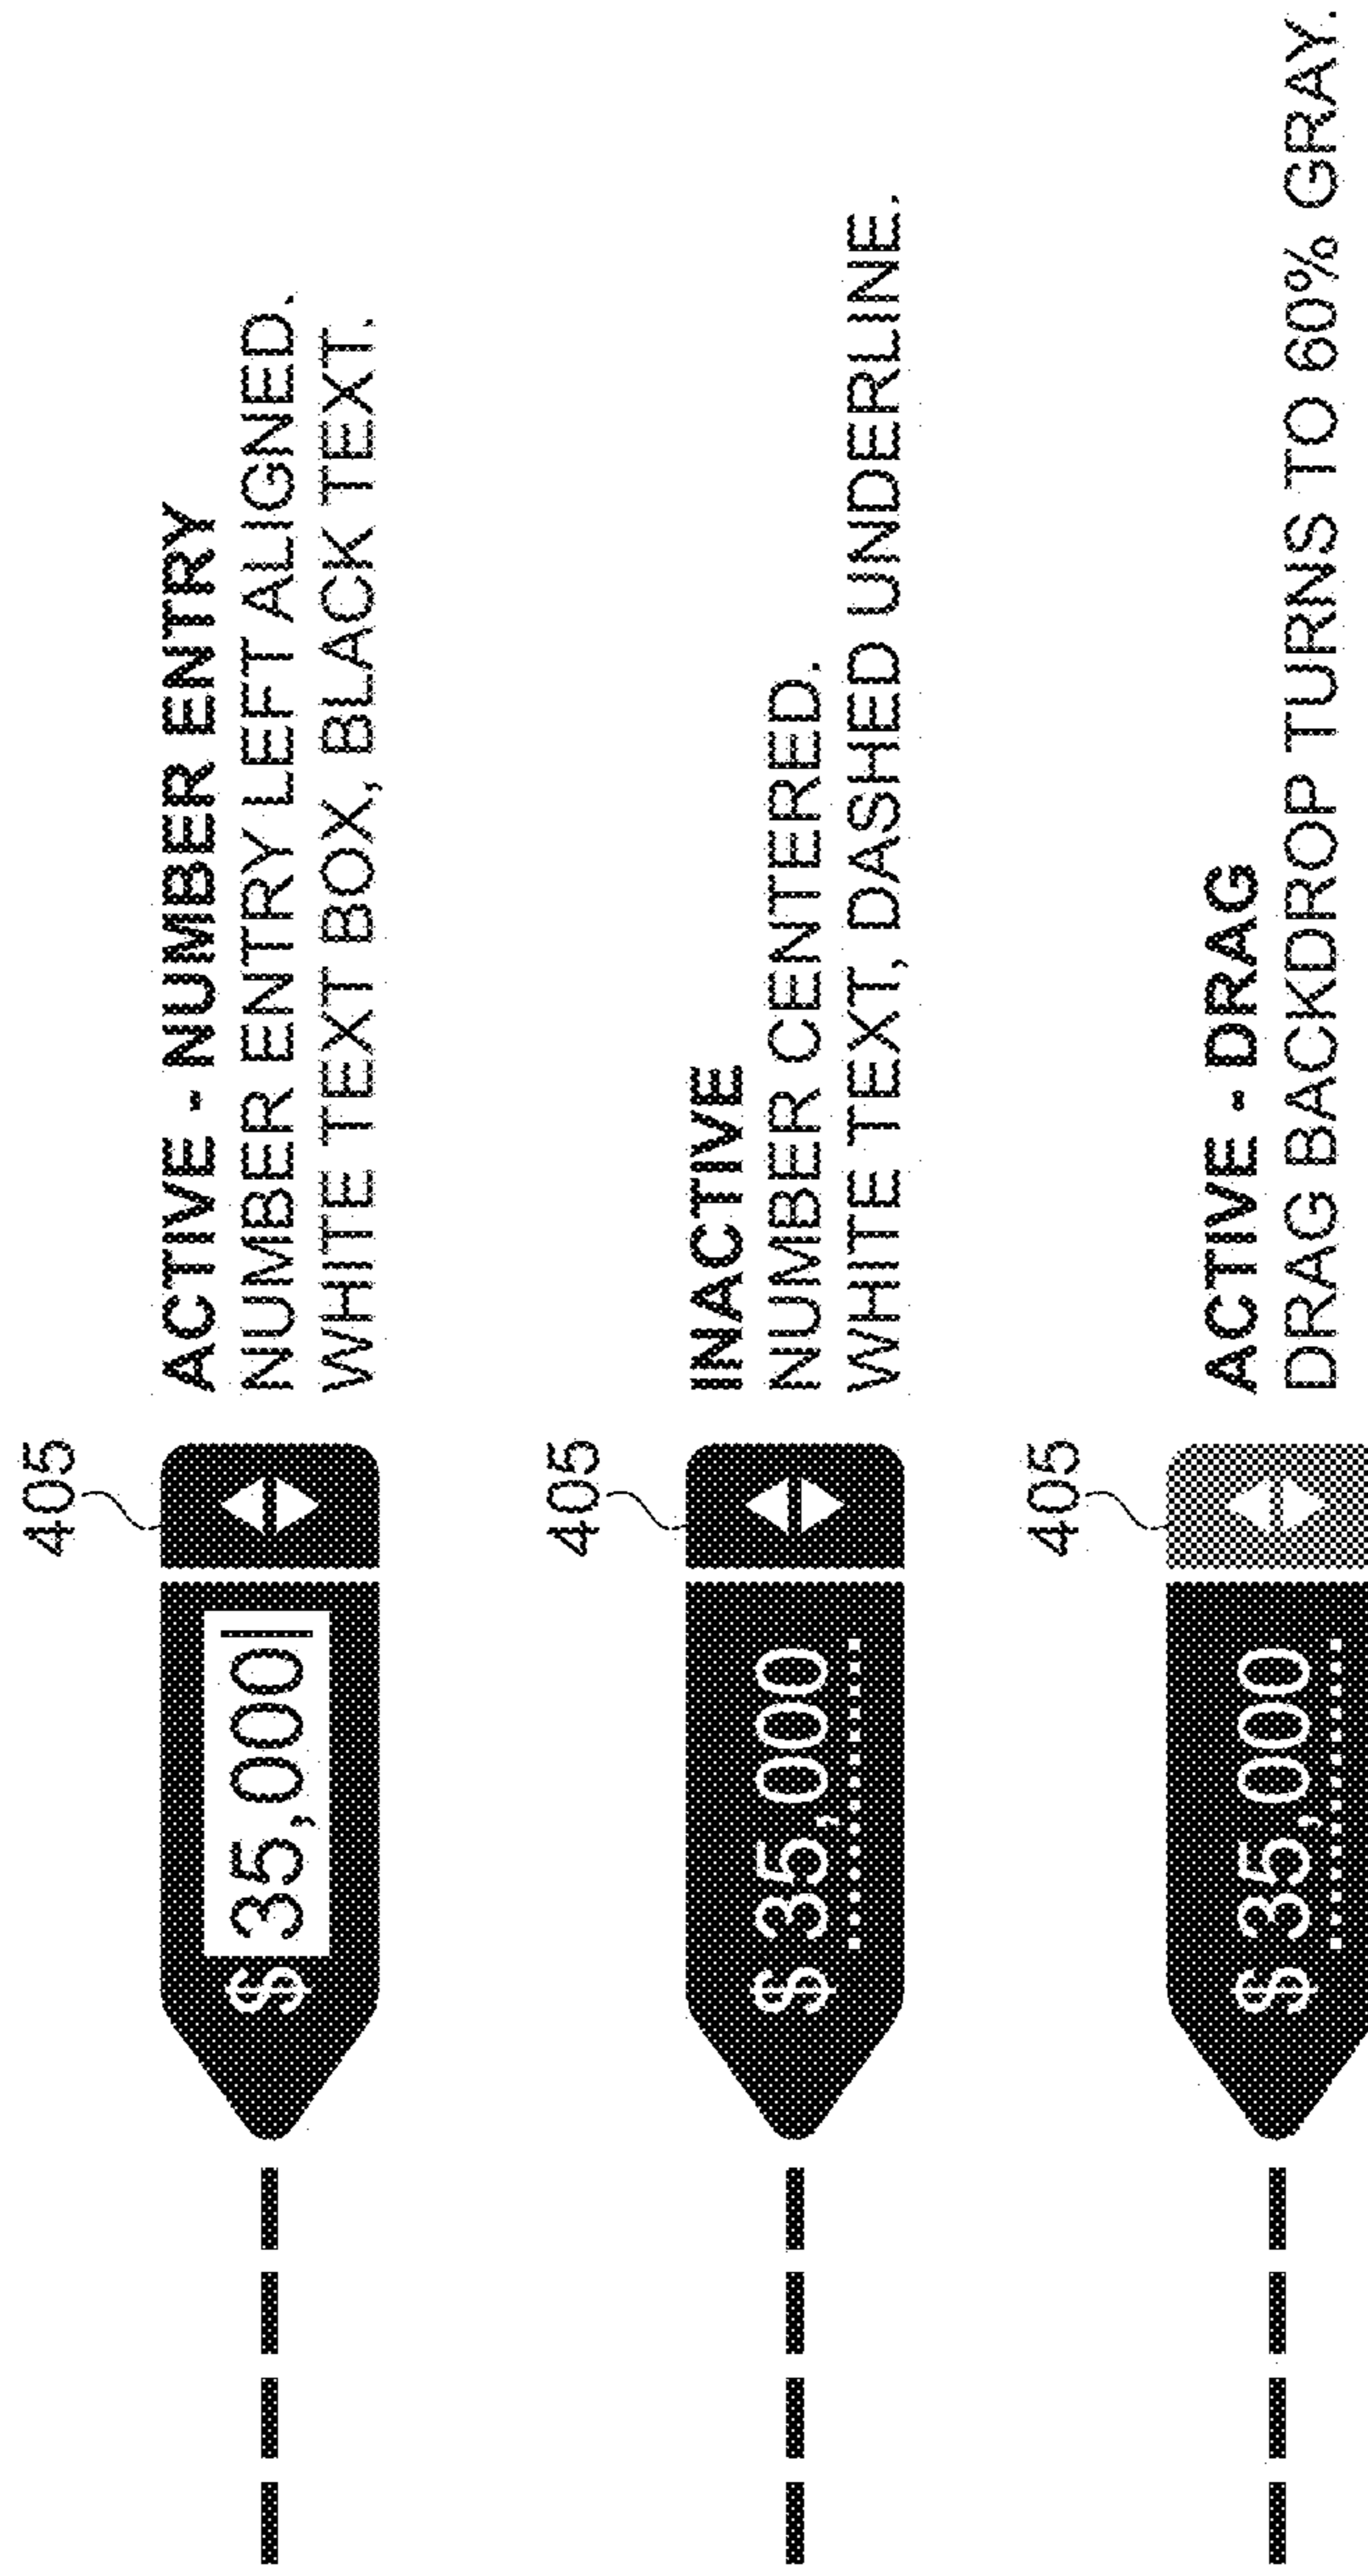 405
$ 35,000
ACTIVE - NUMBER ENTRY
NUMBER ENTRY LEFT ALIGNED.
WHITE TEXT BOX, BLACK TEXT.
405
$ 35,000
INACTIVE
NUMBER CENTERED.
WHITE TEXT, DASHED UNDERLINE.
405
$ 35,000
ACTIVE - DRAG
DRAG BACKDROP TURNS TO 60% GRAY.